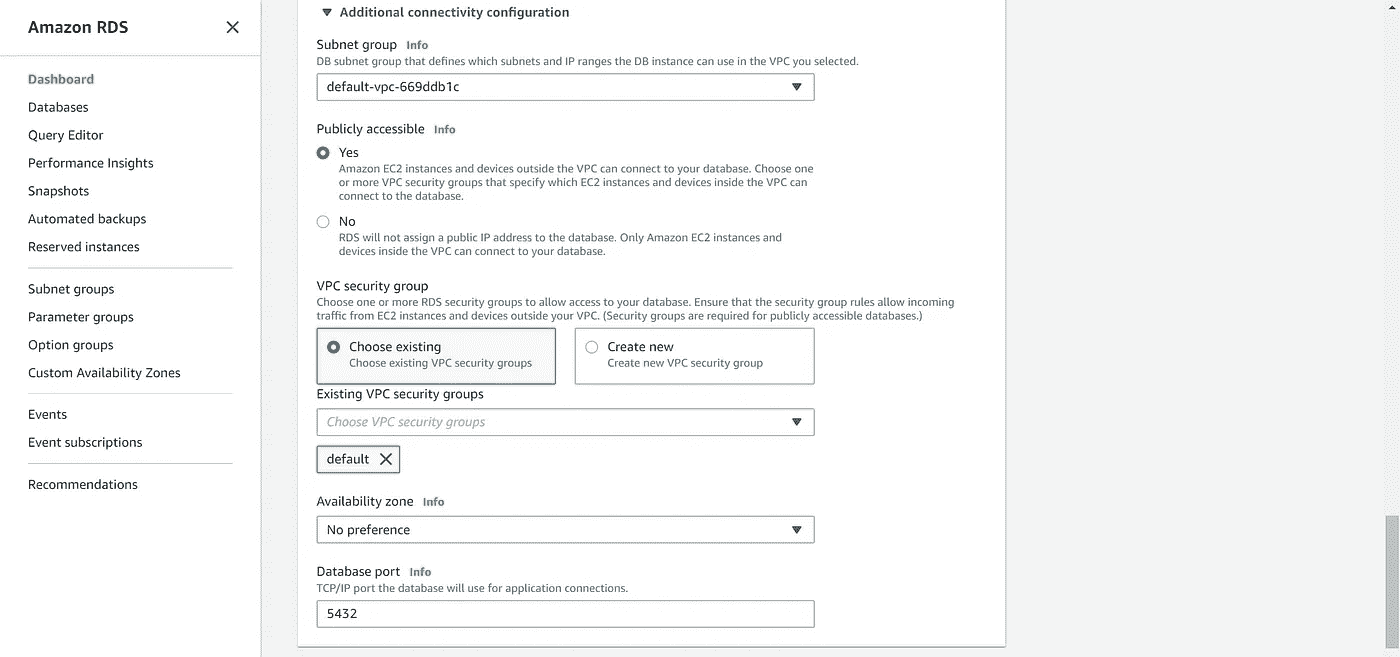 Amazon RDS
Dashboard
Databases
Query Editor
Performance Insights
Snapshots
Automated backups
Reserved instances
Subnet groups
Parameter groups
Option groups
Custom Availability Zones
Events
Event subscriptions
Recommendations
Additional connectivity configuration
Subnet group Info
DB subnet group that defines which subnets and IP ranges the DB instance can use in the VPC you selected.
default-vpc-669ddb1c
Publicly accessible Info
Yes
Amazon EC2 instances and devices outside the VPC can connect to your database. Choose one
or more VPC security groups that specify which EC2 instances and devices inside the VPC can
connect to the database.
No
RDS will not assign a public IP address to the database. Only Amazon EC2 instances and
devices inside the VPC can connect to your database.
VPC security group
Choose one or more RDS security groups to allow access to your database. Ensure that the security group rules allow incoming
traffic from EC2 instances and devices outside your VPC. (Security groups are required for publicly accessible databases.)
Choose existing
Choose existing VPC security groups
Create new
Create new VPC security group
Existing VPC security groups
Choose VPC security groups
default
Availability zone Info
No preference
Database port Info
TCP/IP port the database will use for application connections.
5432